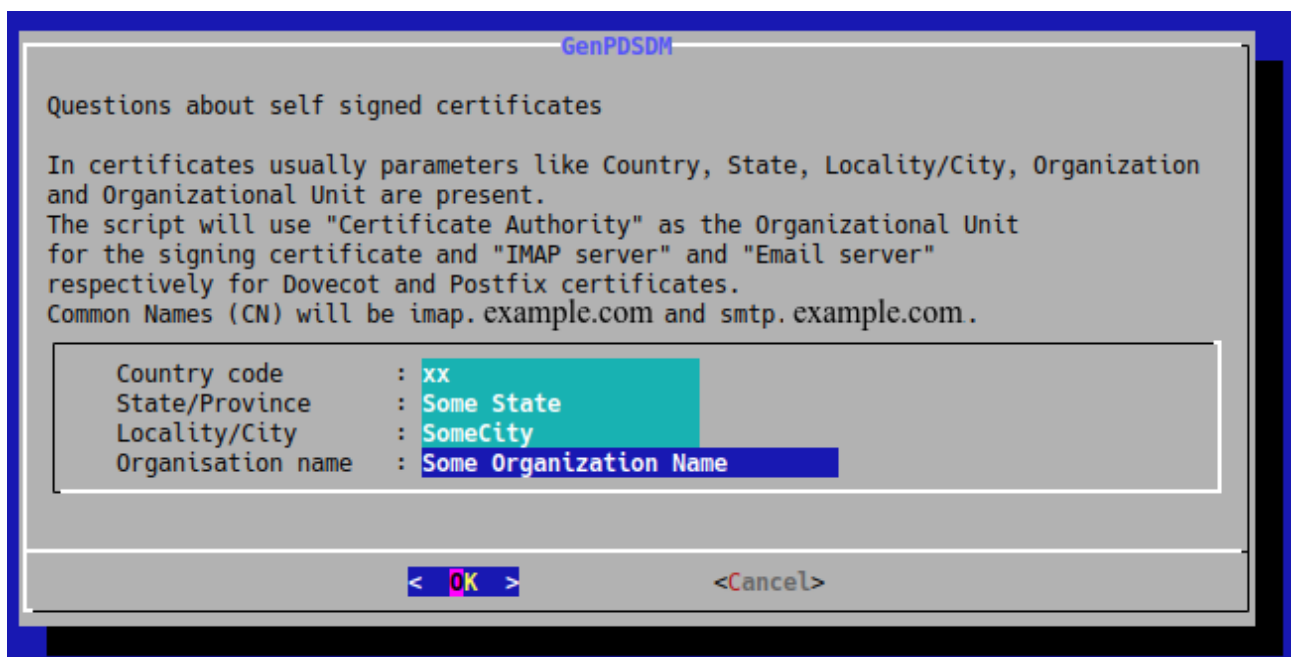 GenPDSDM
Questions about self signed certificates
In certificates usually parameters like Country, State, Locality/City, Organization
and Organizational Unit are present.
The script will use "Certificate Authority" as the Organizational Unit
for the signing certificate and "IMAP server" and "Email server"
respectively for Dovecot and Postfix certificates.
Common Names (CN) will be imap. example.com and smtp. example.com.
Country code : xx
State/Province : Some State
Locality/City : SomeCity
Organisation name : Some Organization Name
< OK > <Cancel>